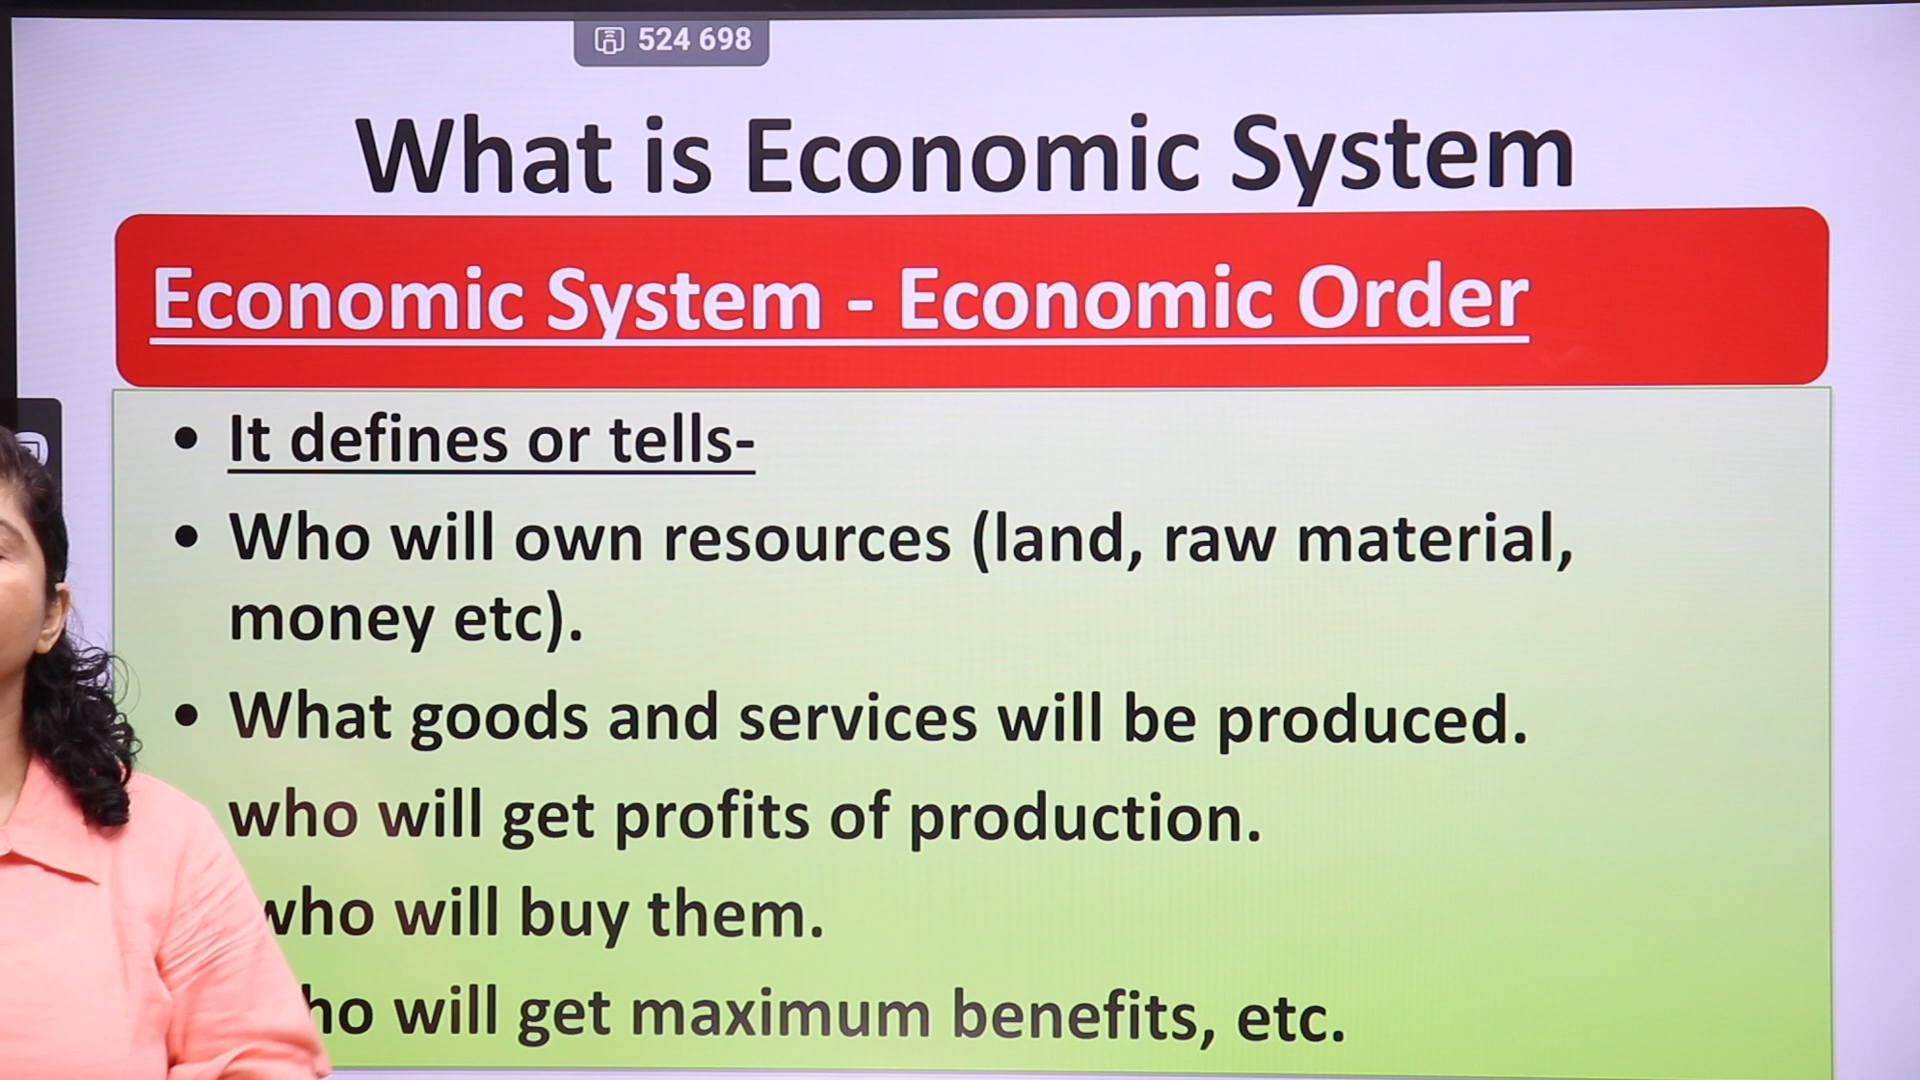 524 698
What is Economic System
Economic System - Economic Order
• It defines or tells-
• Who will own resources (land, raw material,
money etc).
• What goods and services will be produced.
who will get profits of production.
who will buy them.
will get maximum benefits, etc.